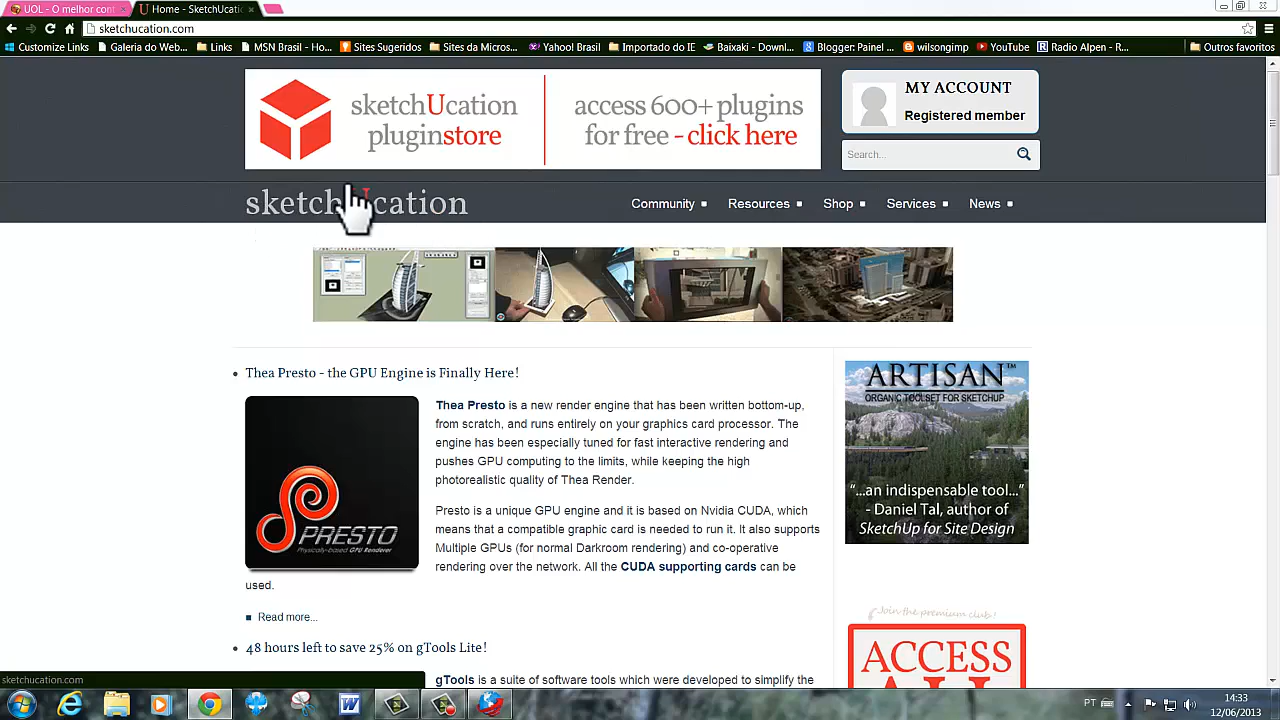 UOL - O melhor cont
Home - SketchUcation
sketchucation.com
Customize Links
Galeria do Web...
Links
MSN Brasil - Ho...
Sites Sugeridos
Sites da Micros...
Yahoo! Brasil
Importado do IE
Baixaki - Downl...
Blogger: Painel ...
wilsongimp
YouTube
Radio Alpen - R...
Outros favoritos
sketchUcation
pluginstore
access 600+ plugins
for free - click here
MY ACCOUNT
Registered member
Search...
sketchUcation
Community
Resources
Shop
Services
News
Thea Presto - the GPU Engine is Finally Here!
PRESTO
Physically-based GPU Renderer
Thea Presto is a new render engine that has been written bottom-up,
from scratch, and runs entirely on your graphics card processor. The
engine has been especially tuned for fast interactive rendering and
pushes GPU computing to the limits, while keeping the high
photorealistic quality of Thea Render.
Presto is a unique GPU engine and it is based on Nvidia CUDA, which
means that a compatible graphic card is needed to run it. It also supports
Multiple GPUs (for normal Darkroom rendering) and co-operative
rendering over the network. All the CUDA supporting cards can be
used.
Read more...
48 hours left to save 25% on gTools Lite!
gTools is a suite of software tools which were developed to simplify the
ARTISAN™
ORGANIC TOOLSET FOR SKETCHUP
“...an indispensable tool...”
- Daniel Tal, author of
SketchUp for Site Design
Join the premium club!
ACCESS
sketchucation.com
PT
14:33
12/06/2013